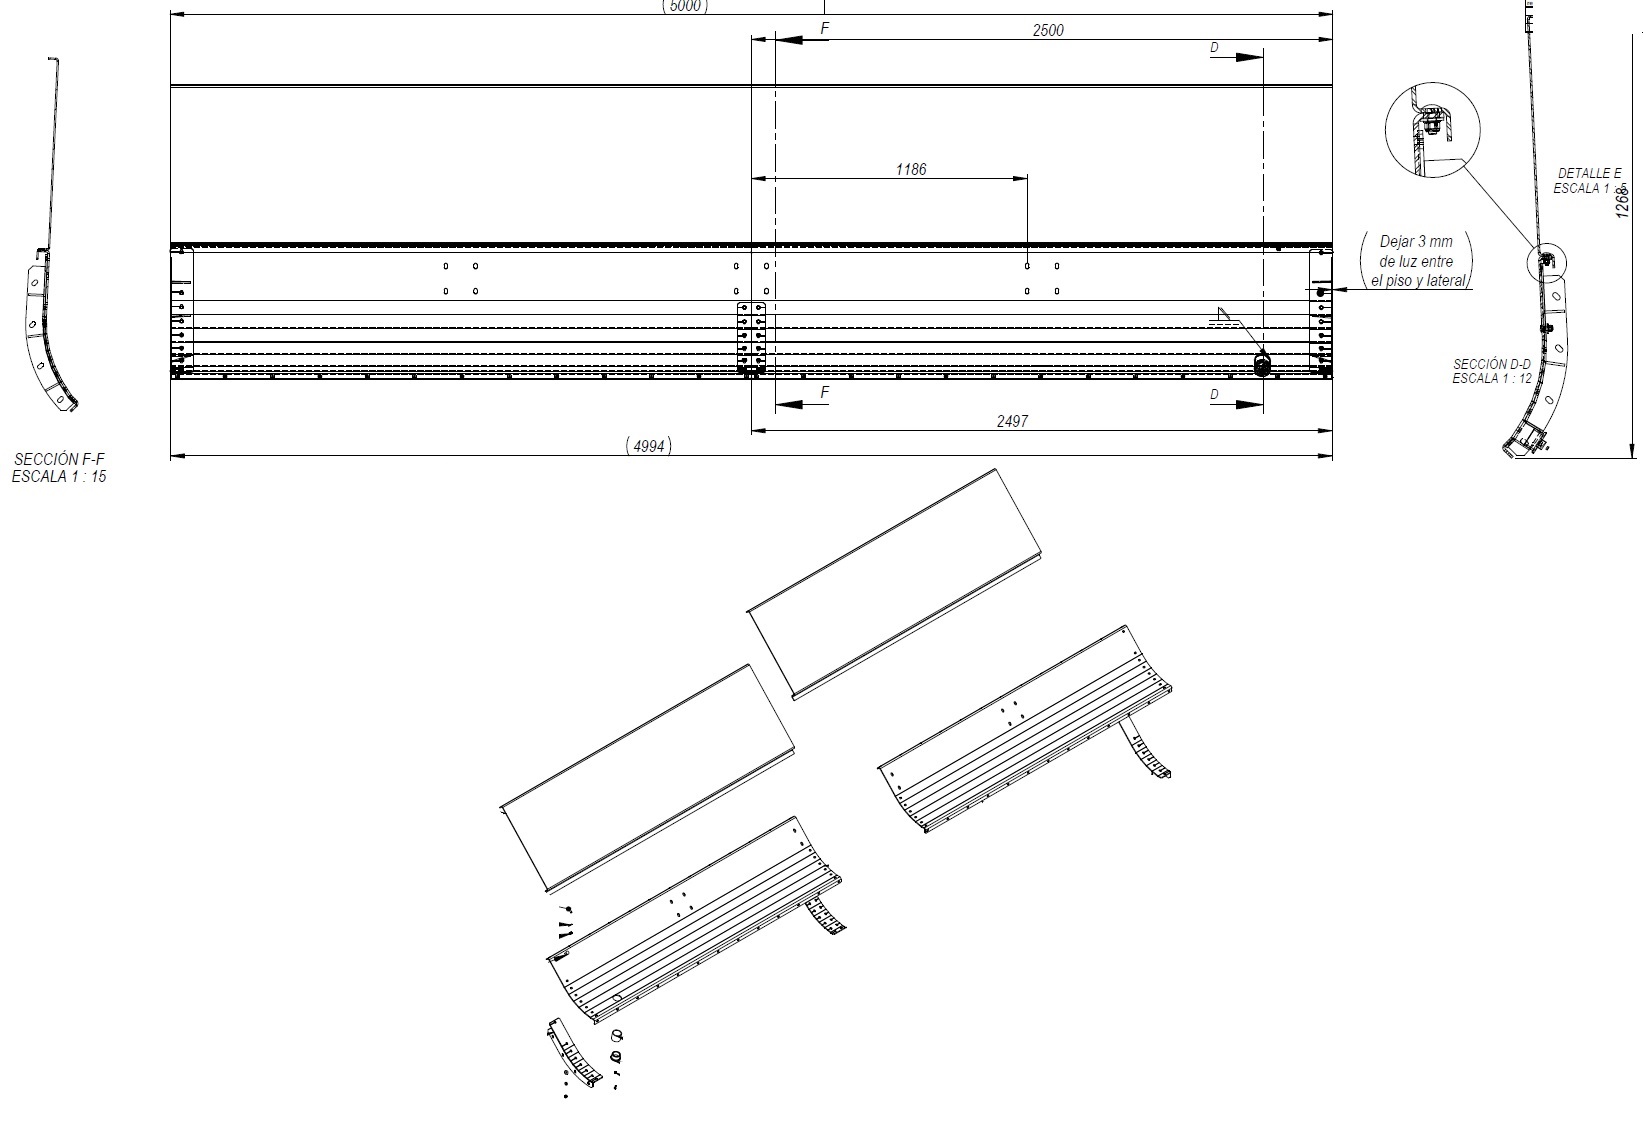 (5000)
F
2500
D
1186
DETALLE E
ESCALA 1 : 5
1268
(Dejar 3 mm
de luz entre
el piso y lateral)
SECCIÓN D-D
ESCALA 1 : 12
F
D
2497
(4994)
SECCIÓN F-F
ESCALA 1 : 15